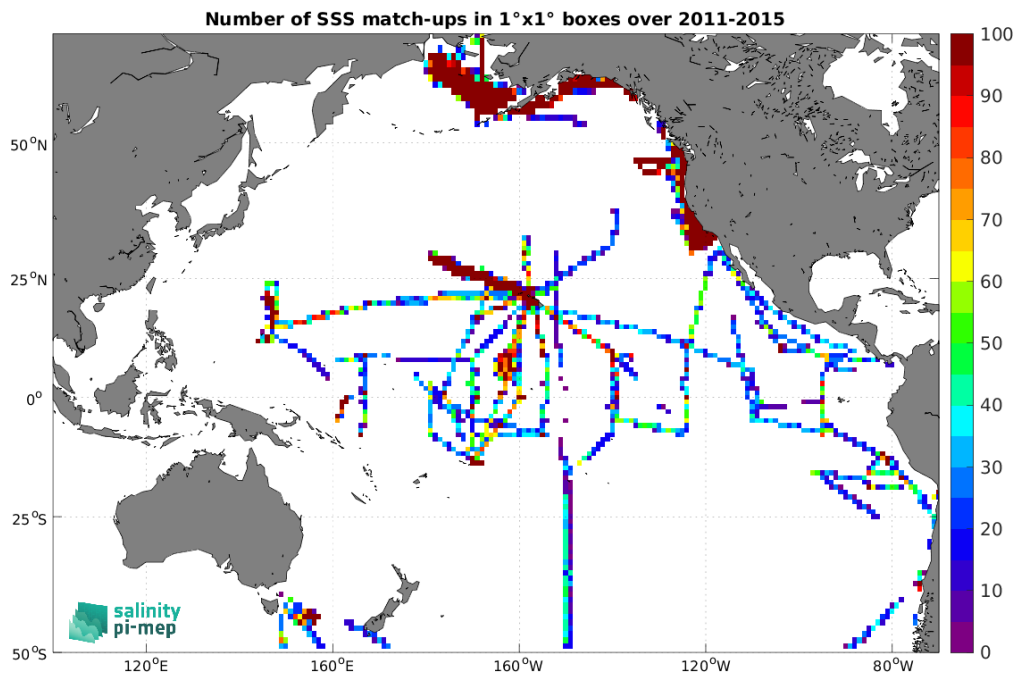 Number of SSS match-ups in 1°x1° boxes over 2011-2015
50°N
25°N
0°
25°S
50°S
120°E
160°E
160°W
120°W
80°W
100
90
80
70
60
50
40
30
20
10
0
salinity
pi-mep